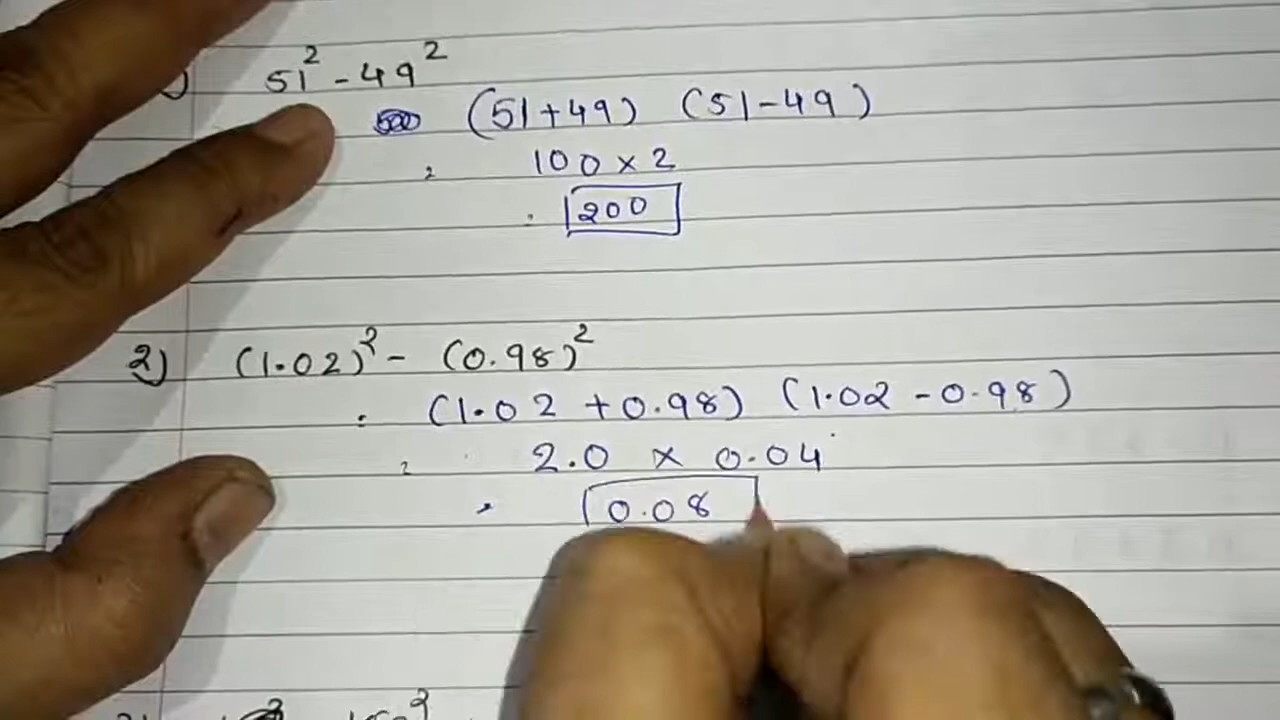 ) 51² - 49²
(51+49) (51-49)
100 × 2
200
2) (1.02)² - (0.98)²
(1.02 + 0.98) (1.02 - 0.98)
2.0 × 0.04
0.08